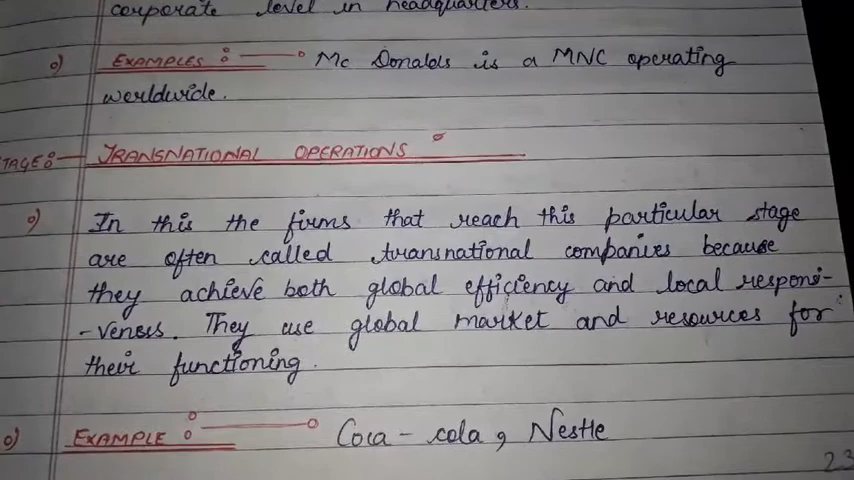 corporate level in headquarters.
o) EXAMPLES :- Mc Donalds is a MNC operating
worldwide.
TAGE :- TRANSNATIONAL OPERATIONS
o) In this the firms that reach this particular stage
are often called transnational companies because
they achieve both global efficiency and local responsi-
-veness. They use global market and resources for
their functioning.
o) EXAMPLE :- Coca-cola, Nestle
23